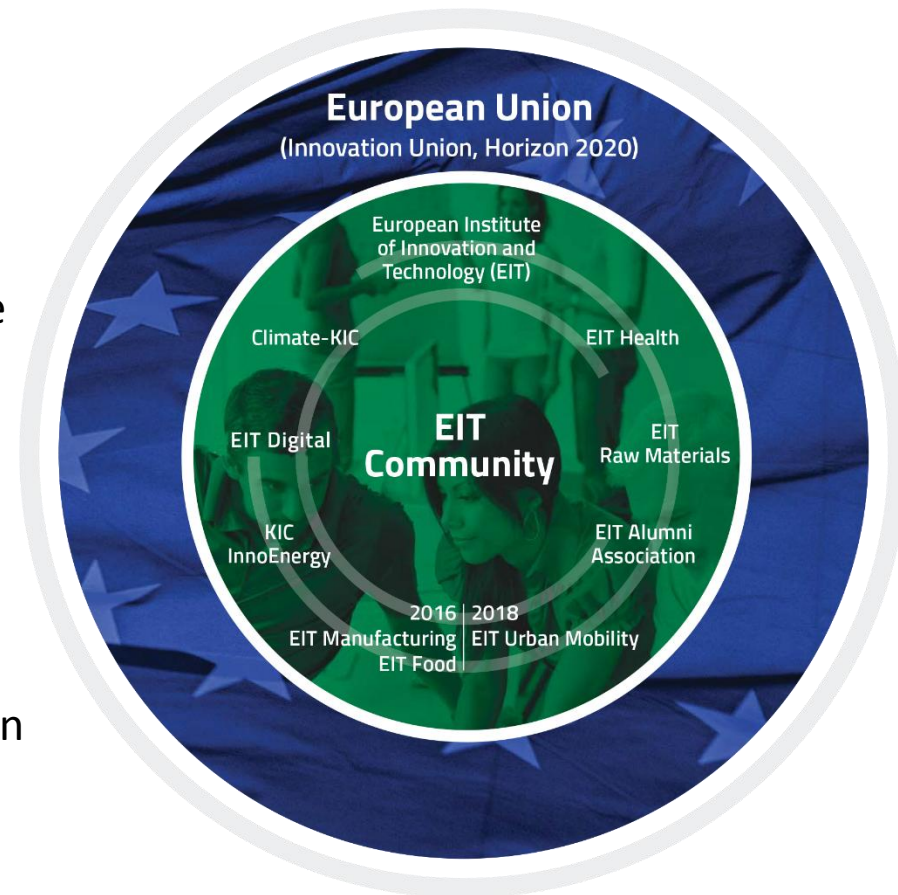 European Union
(Innovation Union, Horizon 2020)
European Institute
of Innovation and
Technology (EIT)
Climate-KIC
EIT Health
EIT Digital
EIT
Community
EIT
Raw Materials
KIC
InnoEnergy
EIT Alumni
Association
2016 | 2018
EIT Manufacturing | EIT Urban Mobility
EIT Food
e
n